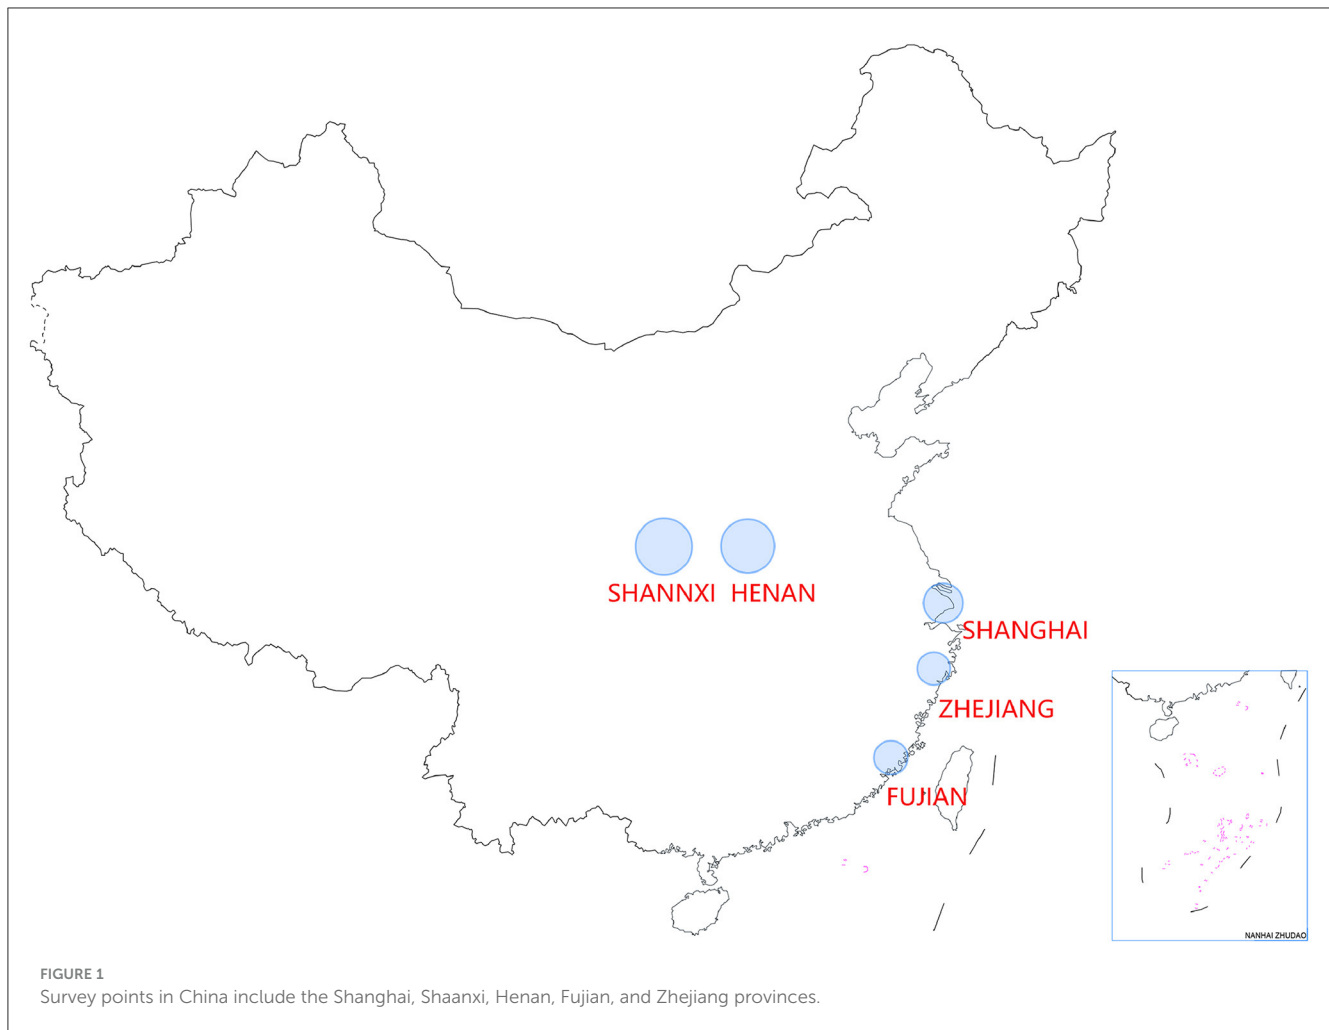 SHANNXI HENAN
SHANGHAI
ZHEJIANG
FUJIAN
NANHAI ZHUDAO
FIGURE 1
Survey points in China include the Shanghai, Shaanxi, Henan, Fujian, and Zhejiang provinces.